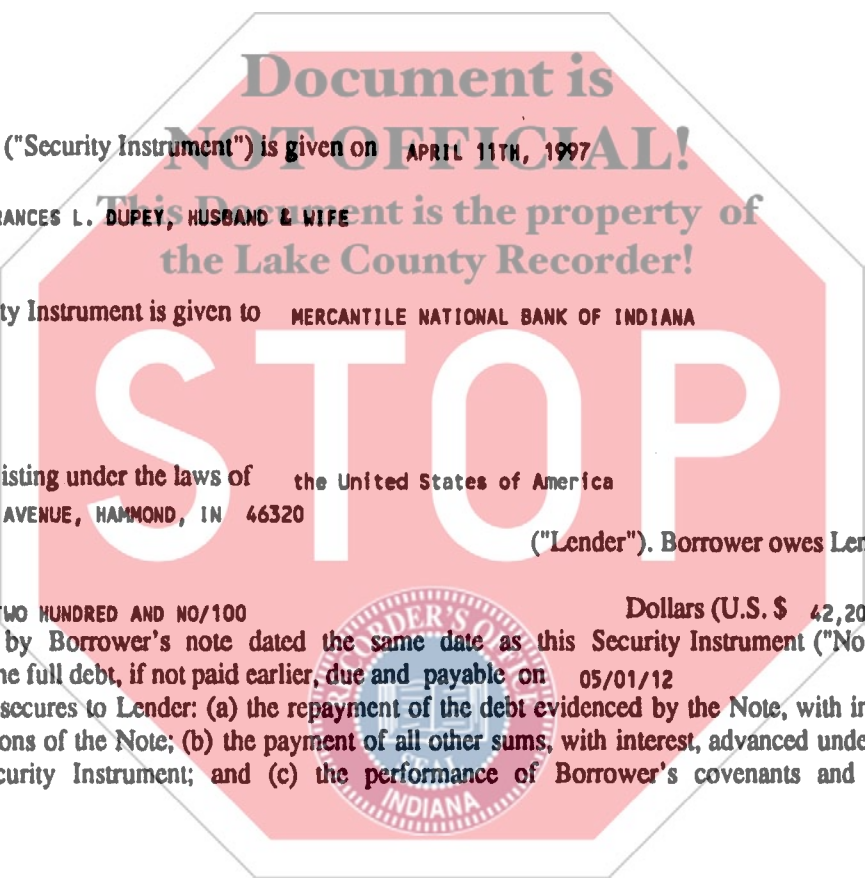 Document is
NOT OFFICIAL!
("Security Instrument") is given on APRIL 11TH, 1997
This Document is the property of
RANCES L. DUPEY, HUSBAND & WIFE
the Lake County Recorder!
ty Instrument is given to MERCANTILE NATIONAL BANK OF INDIANA
STOP
isting under the laws of the United States of America
AVENUE, HAMMOND, IN 46320
("Lender"). Borrower owes Len
TWO HUNDRED AND NO/100 Dollars (U.S. $ 42,20
by Borrower's note dated the same date as this Security Instrument ("No
he full debt, if not paid earlier, due and payable on 05/01/12
secures to Lender: (a) the repayment of the debt evidenced by the Note, with in
ons of the Note; (b) the payment of all other sums, with interest, advanced unde
curity Instrument; and (c) the performance of Borrower's covenants and
RECORDER'S OFFICE
SEAL
INDIANA